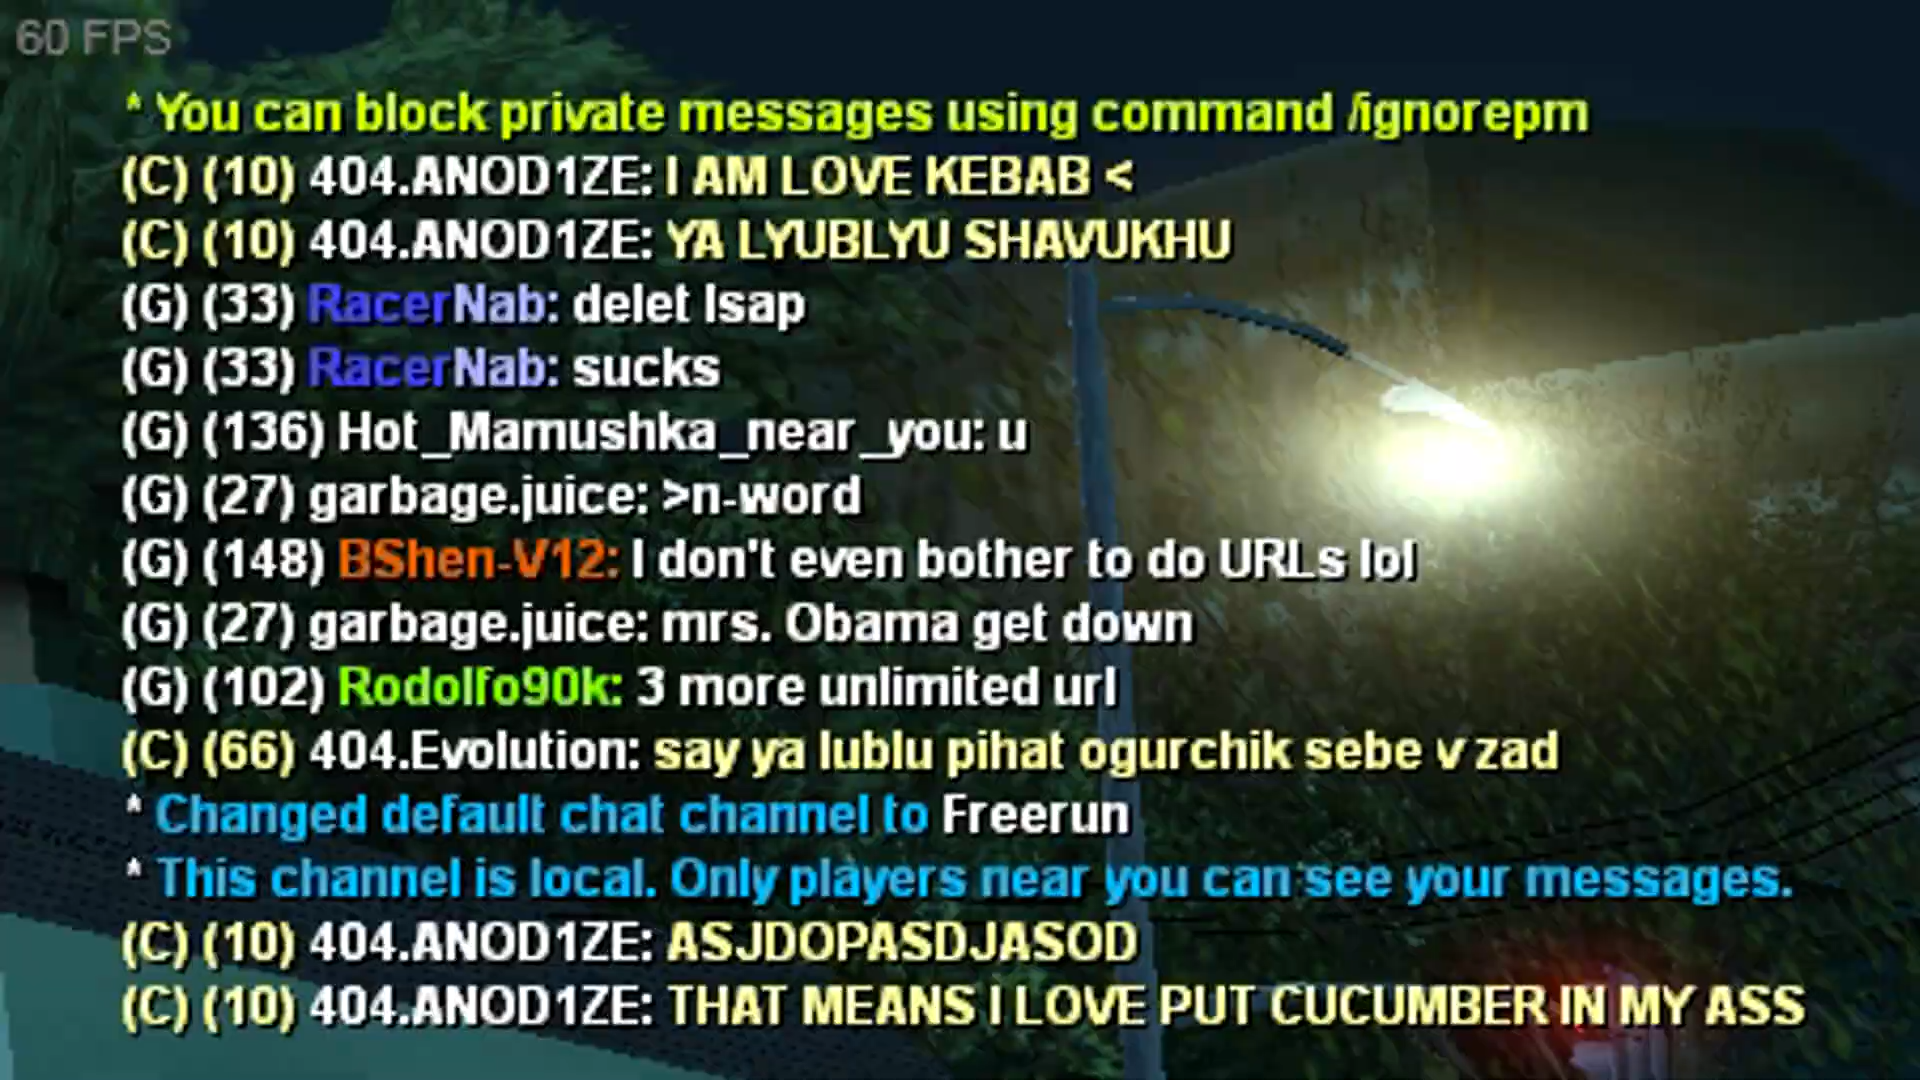 60 FPS
* You can block private messages using command /ignorepm
(C) (10) 404.ANOD1ZE: I AM LOVE KEBAB <
(C) (10) 404.ANOD1ZE: YA LYUBLYU SHAVUKHU
(G) (33) RacerNab: delet lsap
(G) (33) RacerNab: sucks
(G) (136) Hot_Mamushka_near_you: u
(G) (27) garbage.juice: >n-word
(G) (148) BShen-V12: I don't even bother to do URLs lol
(G) (27) garbage.juice: mrs. Obama get down
(G) (102) Rodolfo90k: 3 more unlimited url
(C) (66) 404.Evolution: say ya lublu pihat ogurchik sebe v zad
* Changed default chat channel to Freerun
* This channel is local. Only players near you can see your messages.
(C) (10) 404.ANOD1ZE: ASJDOPASDJASOD
(C) (10) 404.ANOD1ZE: THAT MEANS I LOVE PUT CUCUMBER IN MY ASS